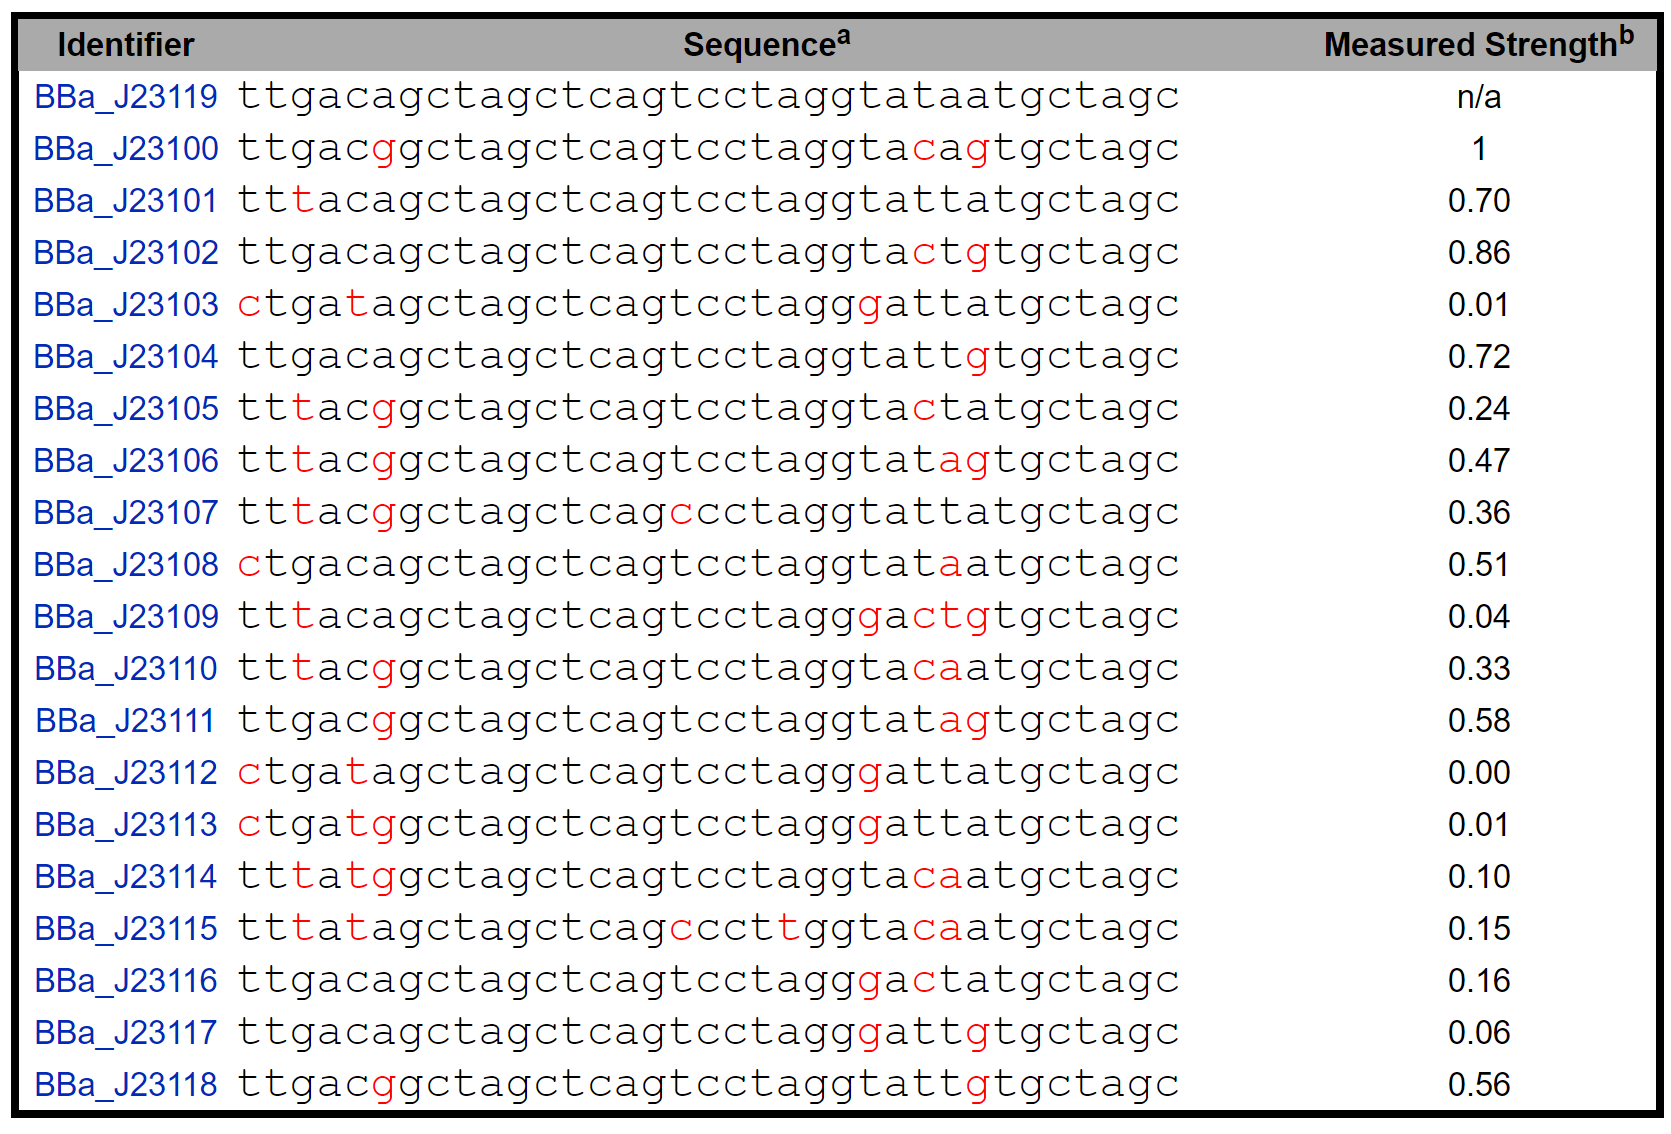 Identifier Sequencea Measured Strengthb
BBa_J23119 ttgacagctagctcagtcctaggtataatgctagc n/a
BBa_J23100 ttgacggctagctcagtcctaggtacagtgctagc 1
BBa_J23101 tttacagctagctcagtcctaggtattatgctagc 0.70
BBa_J23102 ttgacagctagctcagtcctaggtactgtgctagc 0.86
BBa_J23103 ctgatagctagctcagtcctagggattatgctagc 0.01
BBa_J23104 ttgacagctagctcagtcctaggtattgtgctagc 0.72
BBa_J23105 tttacggctagctcagtcctaggtactatgctagc 0.24
BBa_J23106 tttacggctagctcagtcctaggtatagtgctagc 0.47
BBa_J23107 tttacggctagctcagccctaggtattatgctagc 0.36
BBa_J23108 ctgacagctagctcagtcctaggtataatgctagc 0.51
BBa_J23109 tttacagctagctcagtcctagggactgtgctagc 0.04
BBa_J23110 tttacggctagctcagtcctaggtacaatgctagc 0.33
BBa_J23111 ttgacggctagctcagtcctaggtatagtgctagc 0.58
BBa_J23112 ctgatagctagctcagtcctagggattatgctagc 0.00
BBa_J23113 ctgatggctagctcagtcctagggattatgctagc 0.01
BBa_J23114 tttatggctagctcagtcctaggtacaatgctagc 0.10
BBa_J23115 tttatagctagctcagcccttggtacaatgctagc 0.15
BBa_J23116 ttgacagctagctcagtcctagggactatgctagc 0.16
BBa_J23117 ttgacagctagctcagtcctagggattgtgctagc 0.06
BBa_J23118 ttgacggctagctcagtcctaggtattgtgctagc 0.56